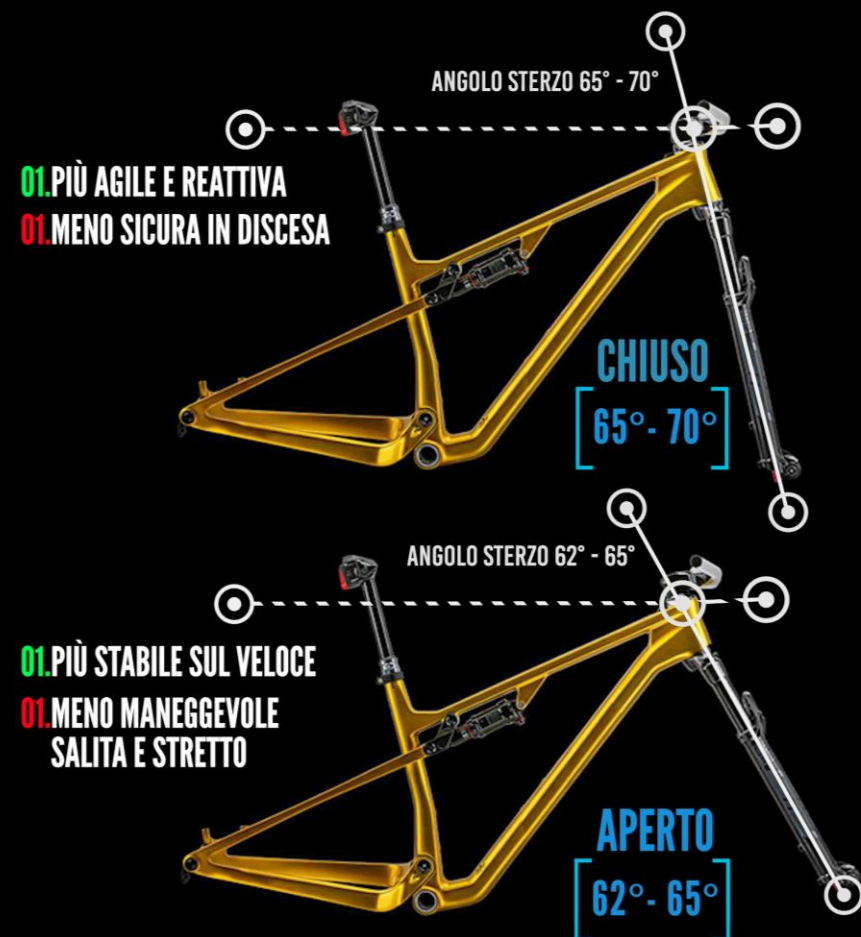 ANGOLO STERZO 65° - 70°
01.PIÙ AGILE E REATTIVA
01.MENO SICURA IN DISCESA
CHIUSO
65°- 70°
ANGOLO STERZO 62° - 65°
01.PIÙ STABILE SUL VELOCE
01.MENO MANEGGEVOLE
SALITA E STRETTO
APERTO
62°- 65°